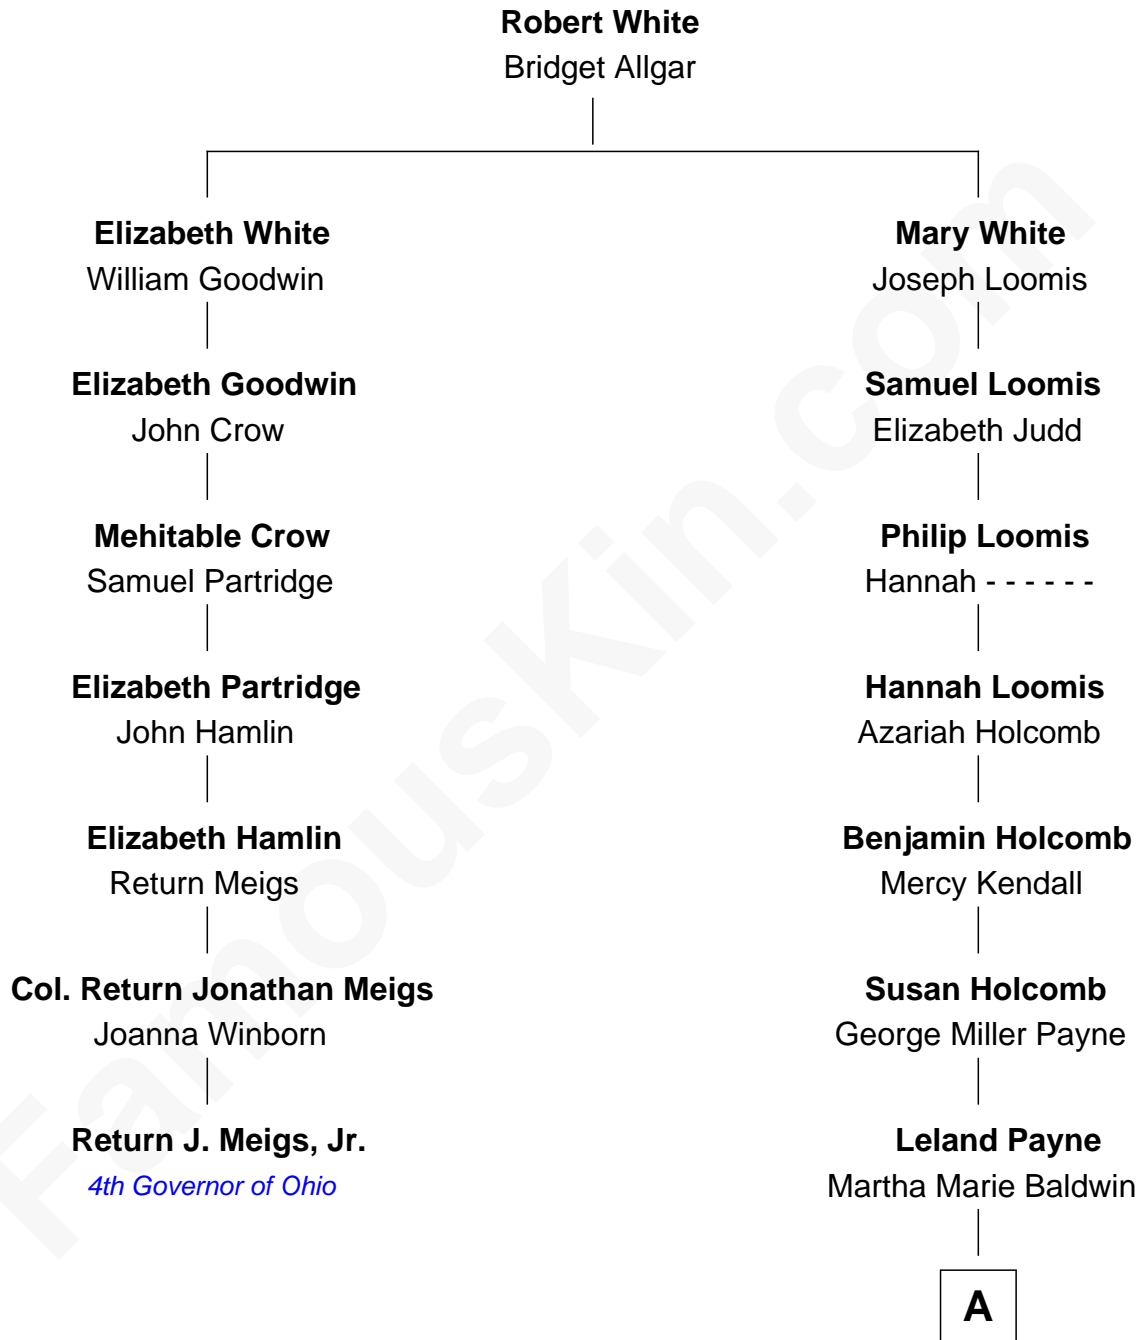 Robert White
Bridget Allgar
Elizabeth White
William Goodwin
Mary White
Joseph Loomis
Elizabeth Goodwin
John Crow
Samuel Loomis
Elizabeth Judd
Mehitable Crow
Samuel Partridge
Philip Loomis
Hannah - - - - - -
Elizabeth Partridge
John Hamlin
Hannah Loomis
Azariah Holcomb
Elizabeth Hamlin
Return Meigs
Benjamin Holcomb
Mercy Kendall
Col. Return Jonathan Meigs
Joanna Winborn
Susan Holcomb
George Miller Payne
Return J. Meigs, Jr.
4th Governor of Ohio
Leland Payne
Martha Marie Baldwin
A
FamousKin.com